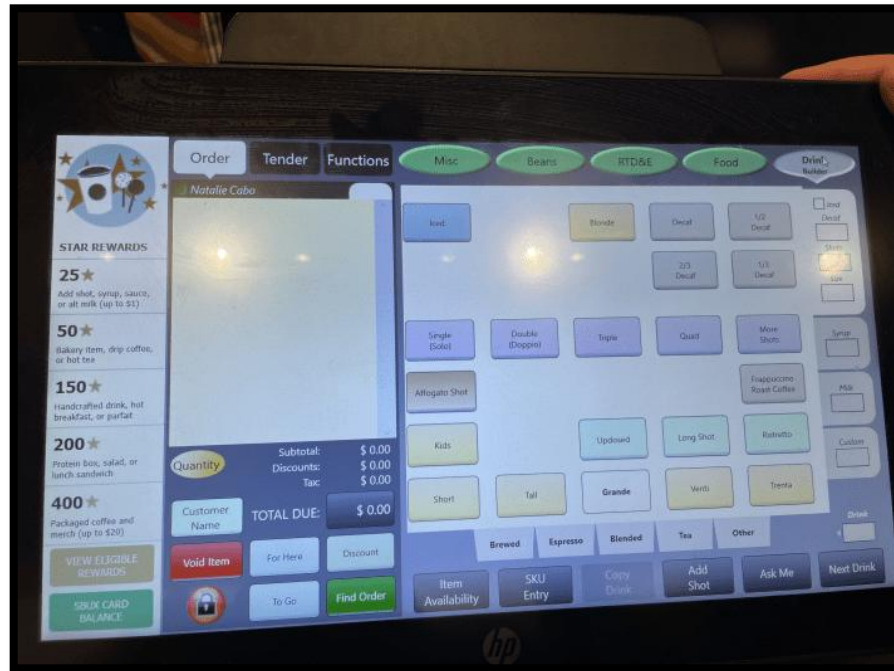 Order
Tender
Functions
Misc
Beans
RTD&E
Food
Drink
Builder
Natalie Cabo
STAR REWARDS
25★
Add shot, syrup, sauce,
or alt milk (up to $1)
50★
Bakery item, drip coffee,
or hot tea
150★
Handcrafted drink, hot
breakfast, or parfait
200★
Protein box, salad, or
lunch sandwich
400★
Packaged coffee and
merch (up to $20)
VIEW ELIGIBLE
REWARDS
SBUX CARD
BALANCE
Quantity
Subtotal: $ 0.00
Discounts: $ 0.00
Tax: $ 0.00
Customer
Name
TOTAL DUE: $ 0.00
Void Item
For Here
Discount
To Go
Find Order
Iced
Blonde
Decaf
1/2
Decaf
2/3
Decaf
1/3
Decaf
Single
(Solo)
Double
(Doppio)
Triple
Quad
More
Shots
Affogato Shot
Frappuccino
Roast Coffee
Kids
Updosed
Long Shot
Ristretto
Short
Tall
Grande
Venti
Trenta
Iced
Decaf
Shots
Syrup
Milk
Custom
Drink
Brewed
Espresso
Blended
Tea
Other
Item
Availability
SKU
Entry
Copy
Drink
Add
Shot
Ask Me
Next Drink
hp